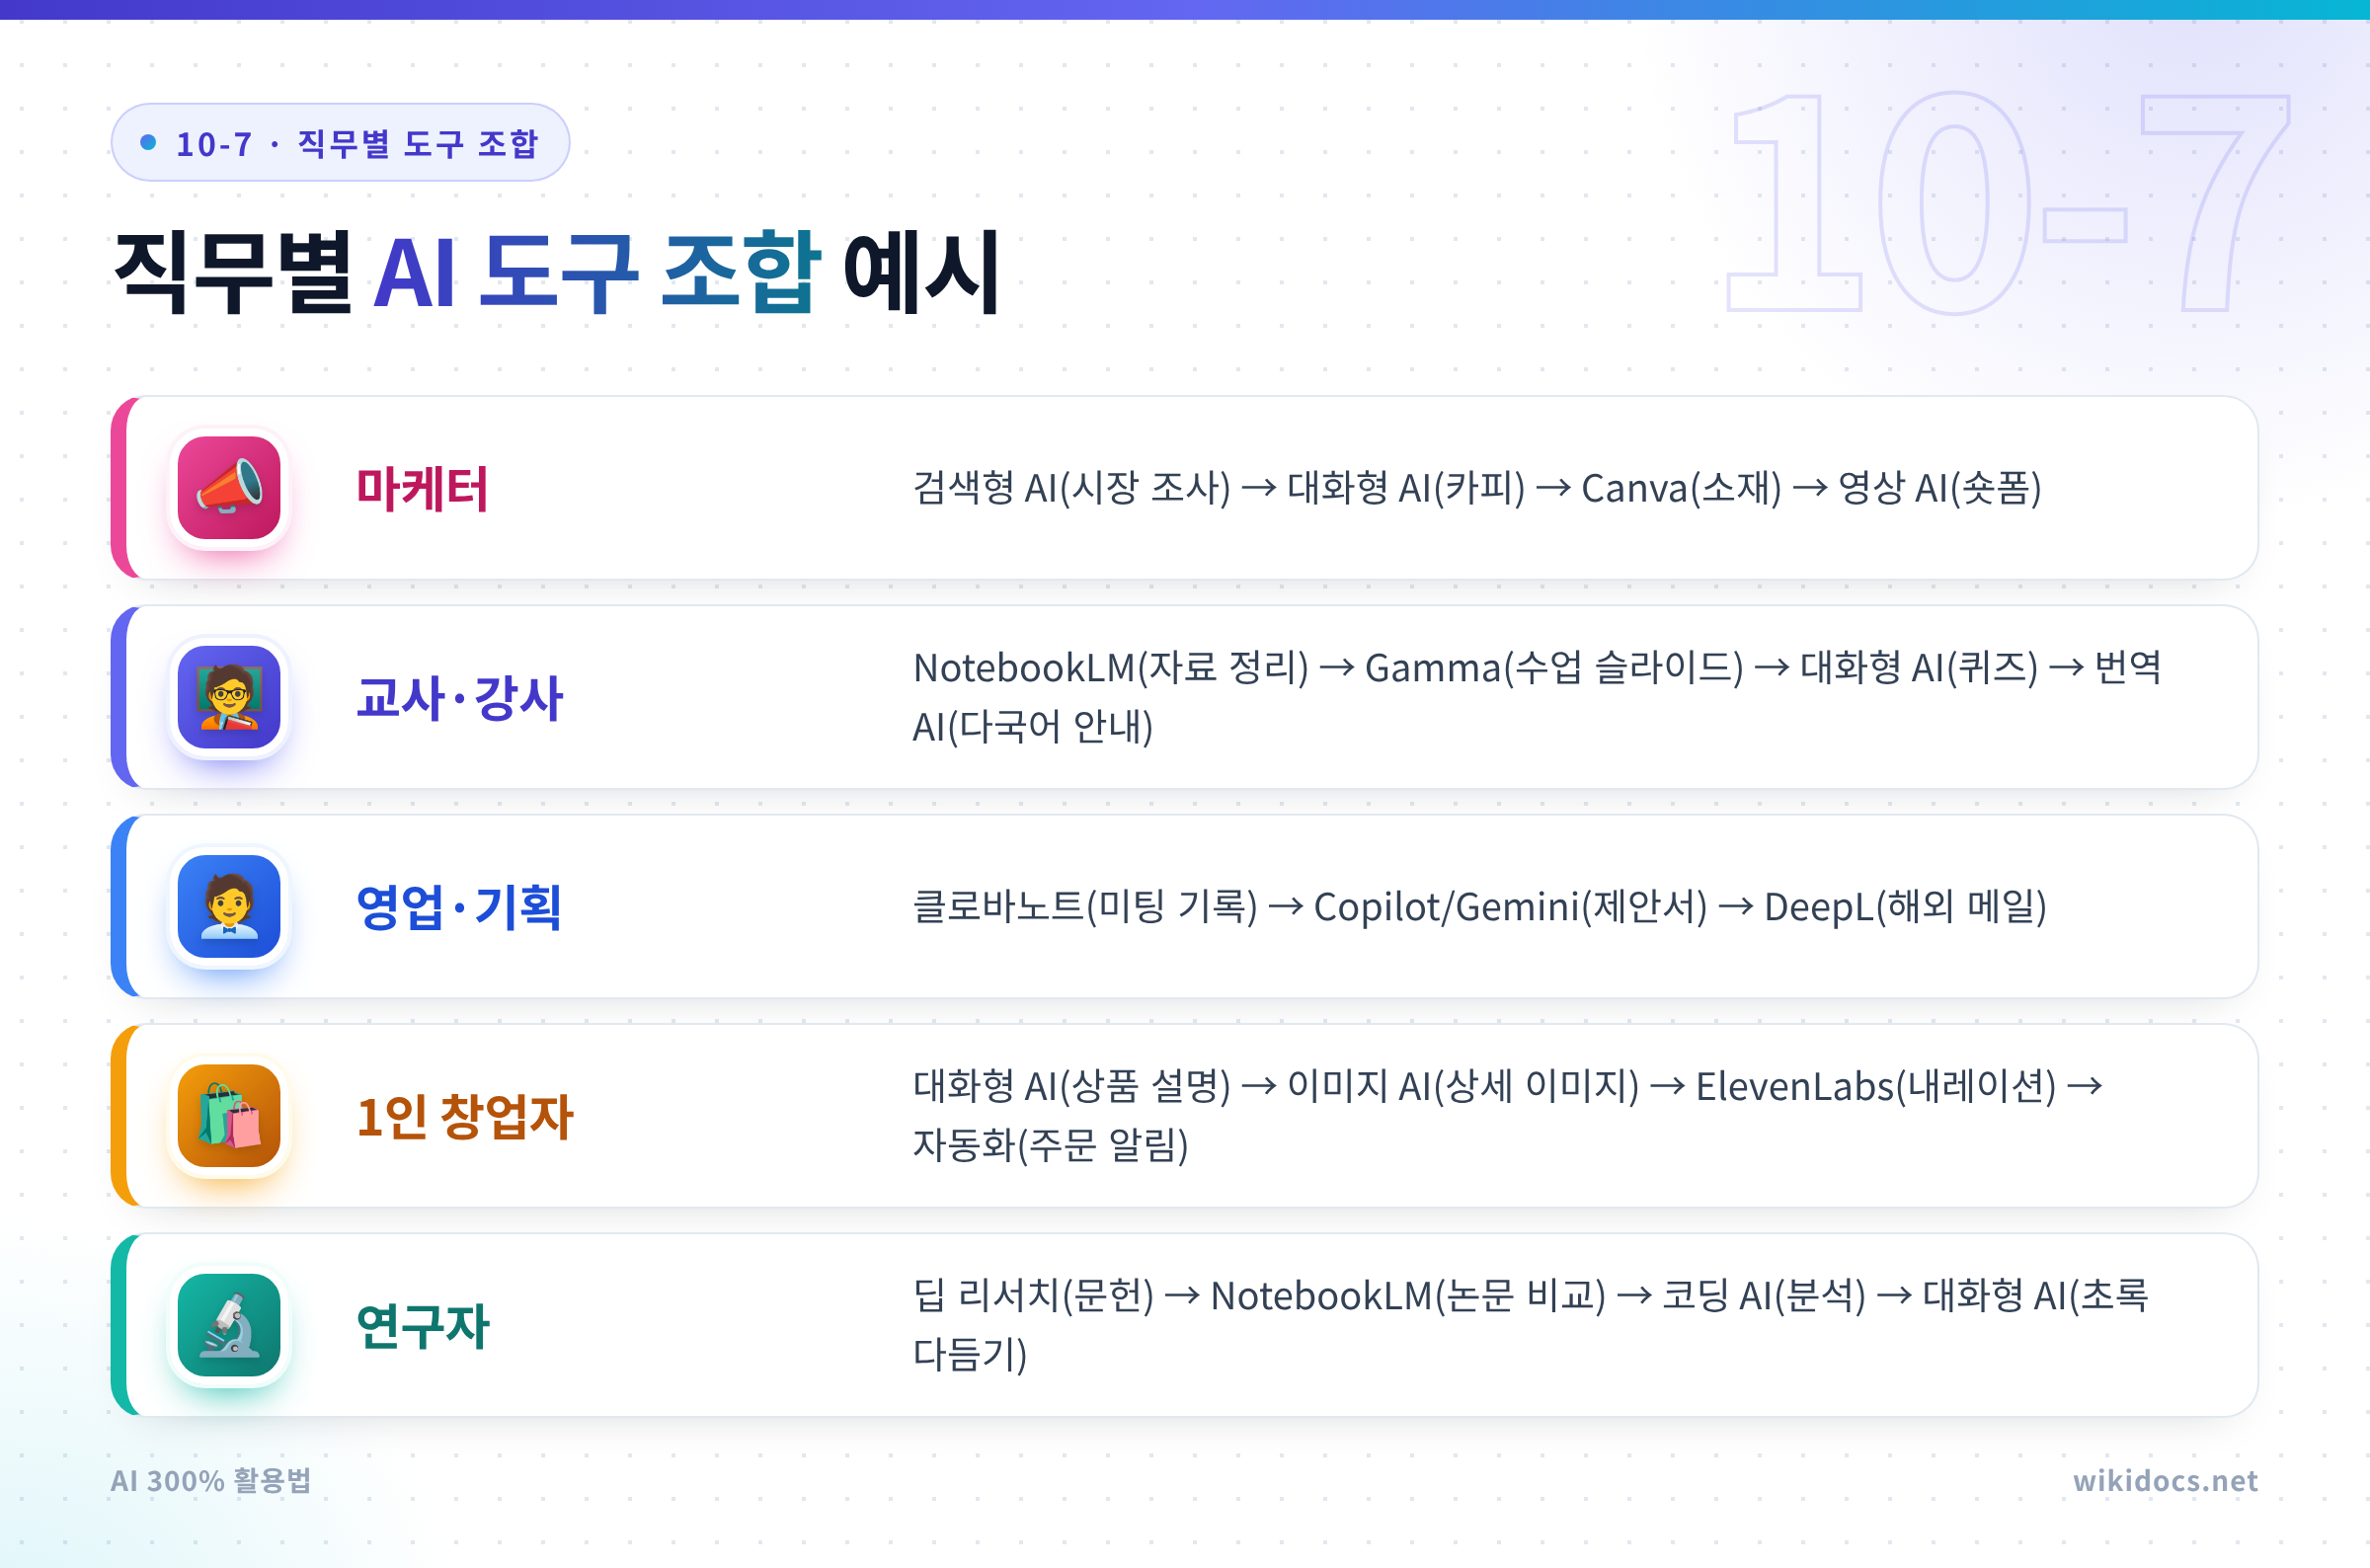 10-7 · 직무별 도구 조합
10-7
직무별 AI 도구 조합 예시
마케터
검색형 AI(시장 조사) → 대화형 AI(카피) → Canva(소재) → 영상 AI(숏폼)
교사·강사
NotebookLM(자료 정리) → Gamma(수업 슬라이드) → 대화형 AI(퀴즈) → 번역
AI(다국어 안내)
영업·기획
클로바노트(미팅 기록) → Copilot/Gemini(제안서) → DeepL(해외 메일)
1인 창업자
대화형 AI(상품 설명) → 이미지 AI(상세 이미지) → ElevenLabs(내레이션) →
자동화(주문 알림)
연구자
딥 리서치(문헌) → NotebookLM(논문 비교) → 코딩 AI(분석) → 대화형 AI(초록
다듬기)
AI 300% 활용법
wikidocs.net